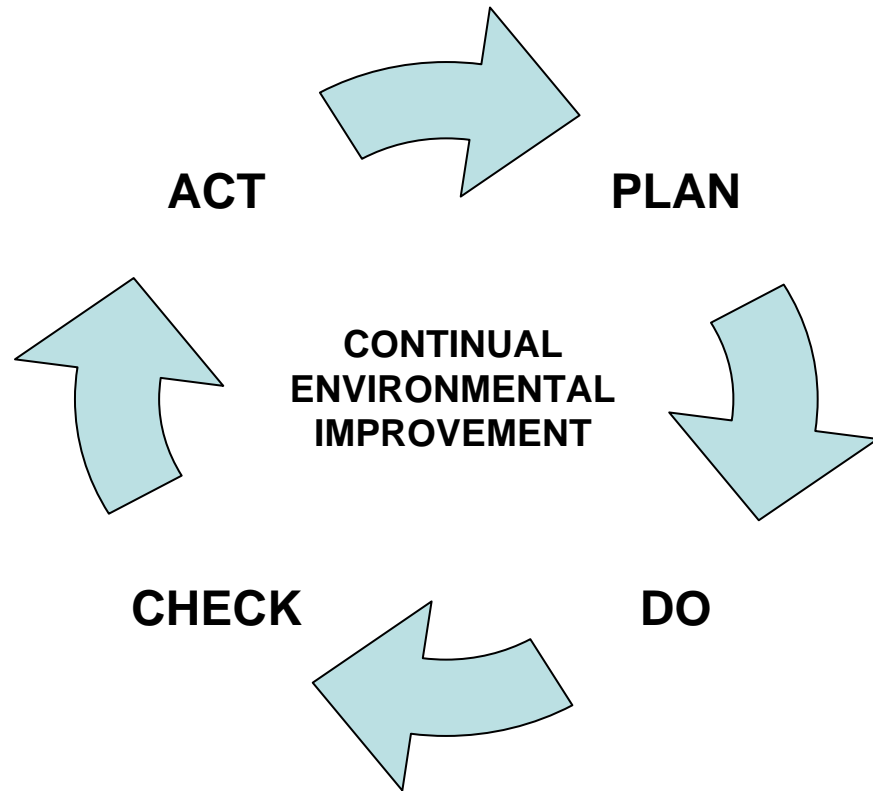 ACT
PLAN
CONTINUAL
ENVIRONMENTAL
IMPROVEMENT
CHECK
DO